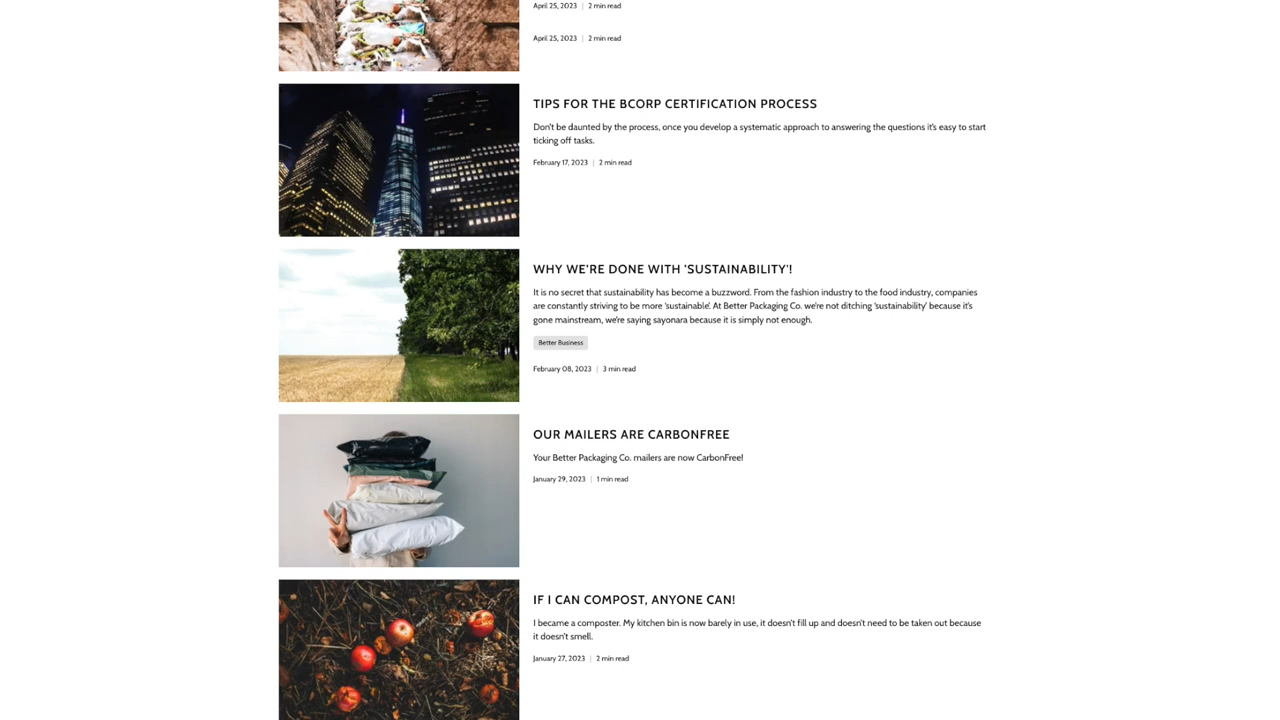 April 25, 2023 | 2 min read
April 25, 2023 | 2 min read
TIPS FOR THE BCORP CERTIFICATION PROCESS
Don't be daunted by the process, once you develop a systematic approach to answering the questions it's easy to start
ticking off tasks.
February 17, 2023 | 2 min read
WHY WE'RE DONE WITH 'SUSTAINABILITY'!
It is no secret that sustainability has become a buzzword. From the fashion industry to the food industry, companies
are constantly striving to be more 'sustainable'. At Better Packaging Co. we're not ditching 'sustainability' because it's
gone mainstream, we're saying sayonara because it is simply not enough.
Better Business
February 08, 2023 | 3 min read
OUR MAILERS ARE CARBONFREE
Your Better Packaging Co. mailers are now CarbonFree!
January 29, 2023 | 1 min read
IF I CAN COMPOST, ANYONE CAN!
I became a composter. My kitchen bin is now barely in use, it doesn't fill up and doesn't need to be taken out because
it doesn't smell.
January 27, 2023 | 2 min read